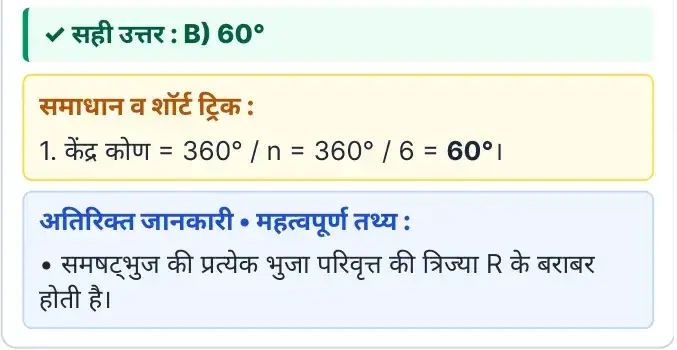 ✓ सही उत्तर : B) 60°
समाधान व शॉर्ट ट्रिक :
1. केंद्र कोण = 360° / n = 360° / 6 = 60°।
अतिरिक्त जानकारी • महत्वपूर्ण तथ्य :
• समषट्भुज की प्रत्येक भुजा परिवृत्त की त्रिज्या R के बराबर
होती है।